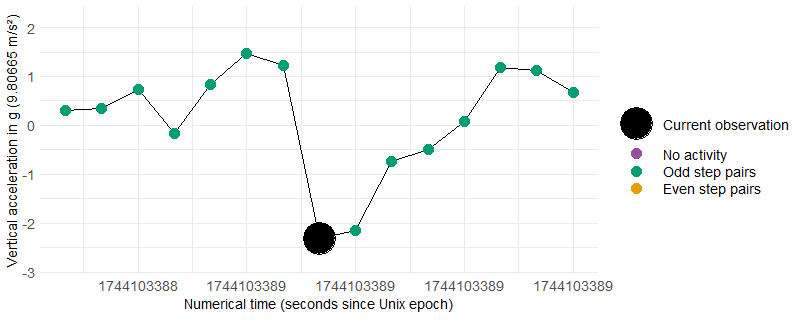 Vertical acceleration in g (9.80665 m/s²)
2
1
0
-1
-2
-3
1744103388
1744103389
1744103389
1744103389
1744103389
Numerical time (seconds since Unix epoch)
Current observation
No activity
Odd step pairs
Even step pairs